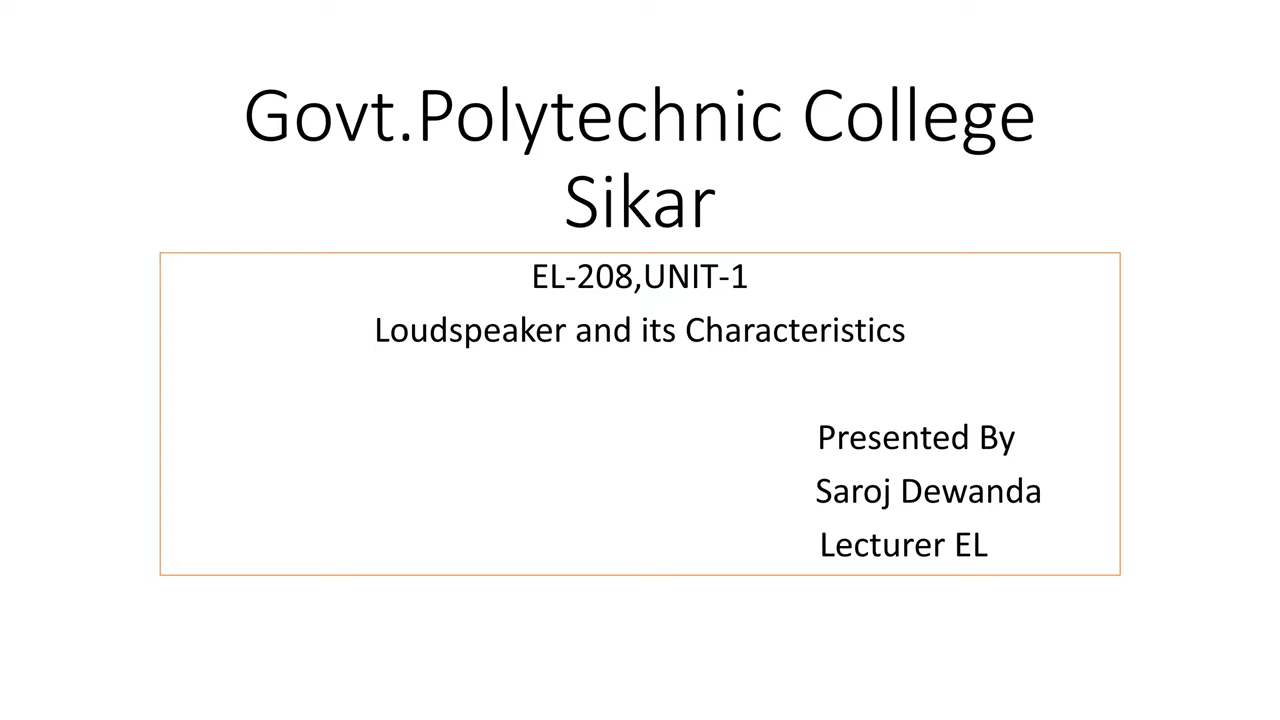 Govt.Polytechnic College
Sikar
EL-208,UNIT-1
Loudspeaker and its Characteristics
Presented By
Saroj Dewanda
Lecturer EL